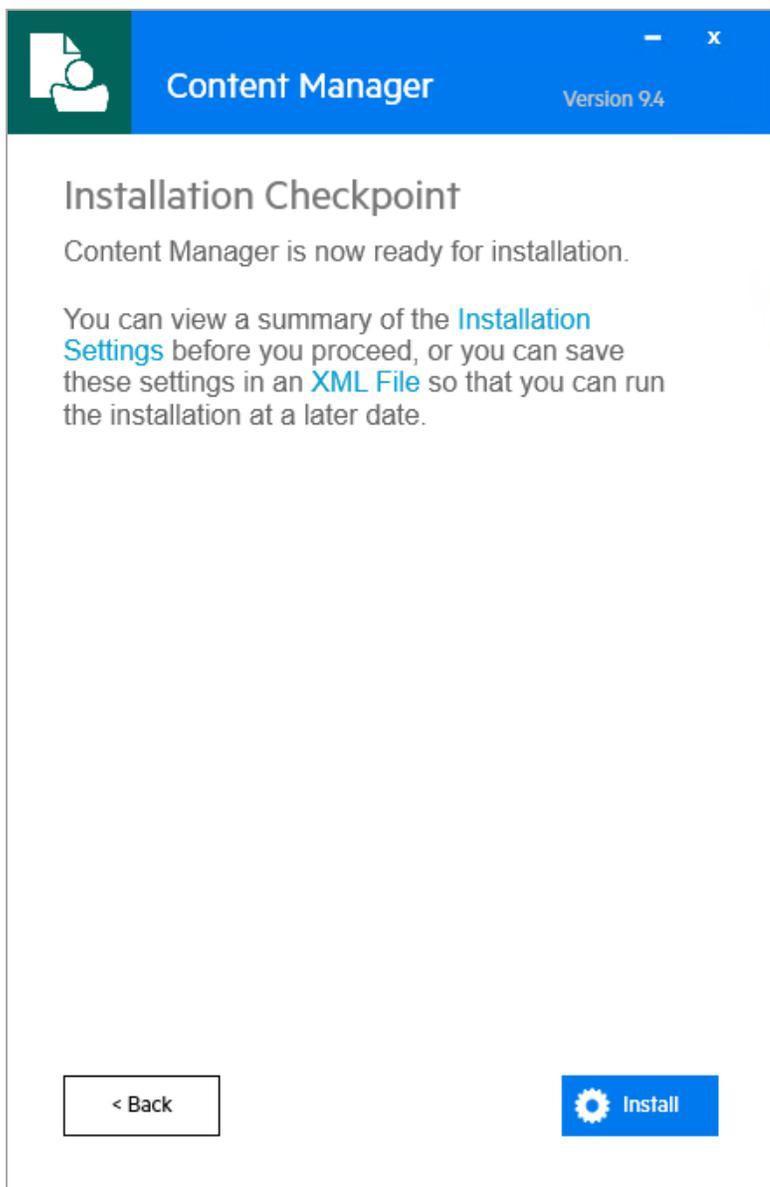 Content Manager
Version 9.4
Installation Checkpoint
Content Manager is now ready for installation.
You can view a summary of the Installation
Settings before you proceed, or you can save
these settings in an XML File so that you can run
the installation at a later date.
< Back
Install